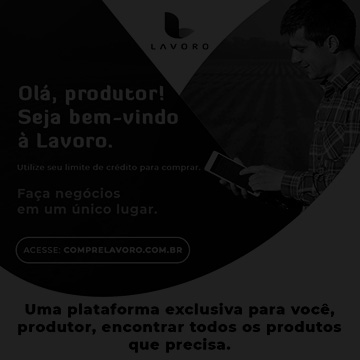 LAVORO
Olá, produtor!
Seja bem-vindo
à Lavoro.
Utilize seu limite de crédito para comprar.
Faça negócios
em um único lugar.
ACESSE: COMPRELAVORO.COM.BR
Uma plataforma exclusiva para você,
produtor, encontrar todos os produtos
que precisa.